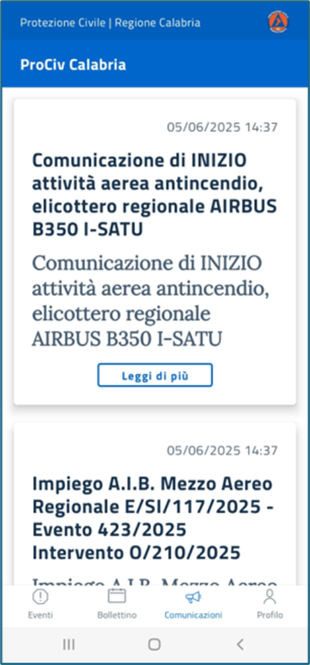 Protezione Civile | Regione Calabria
ProCiv Calabria
05/06/2025 14:37
Comunicazione di INIZIO
attività aerea antincendio,
elicottero regionale AIRBUS
B350 I-SATU
Comunicazione di INIZIO
attività aerea antincendio,
elicottero regionale
AIRBUS B350 I-SATU
Leggi di più
05/06/2025 14:37
Impiego A.I.B. Mezzo Aereo
Regionale E/SI/117/2025 -
Evento 423/2025
Intervento O/210/2025
Impiego A.I.B. Mezzo Aereo
Eventi
Bollettino
Comunicazioni
Profilo